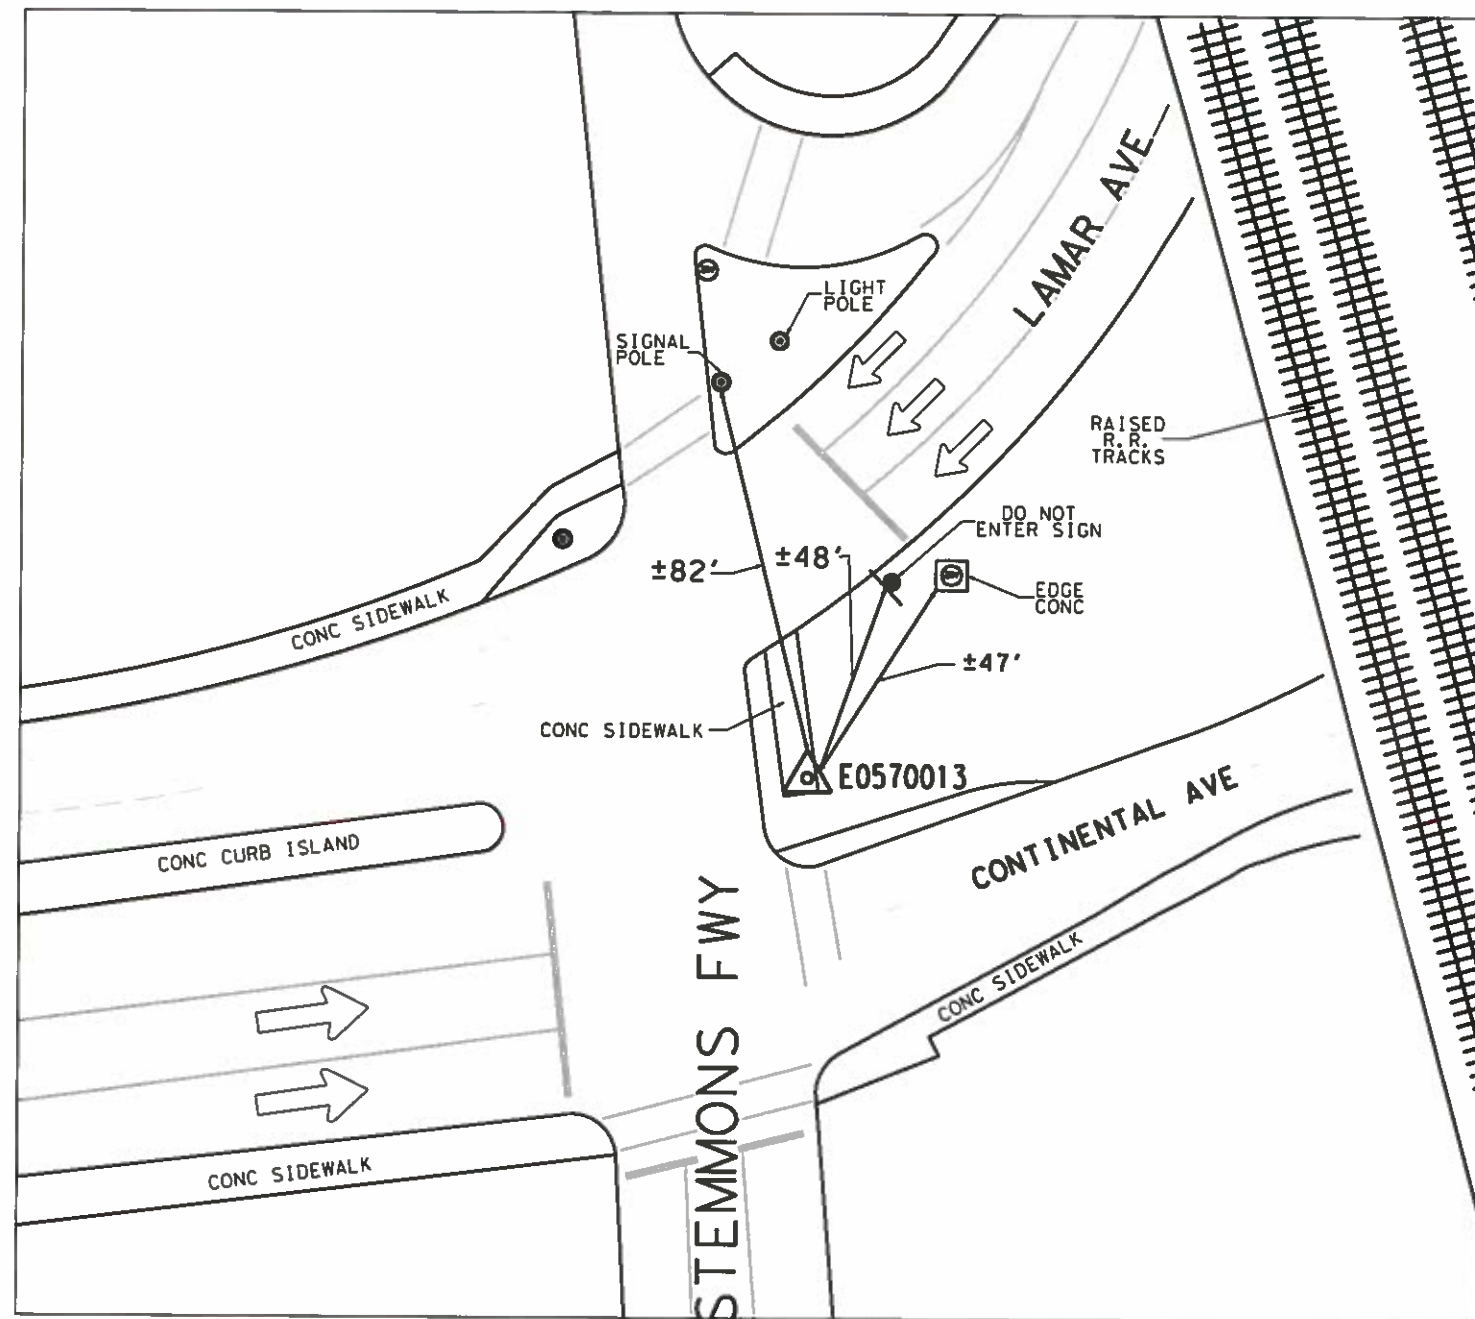 LAMAR AVE
LIGHT
POLE
SIGNAL
POLE
RAISED
R.R.
TRACKS
DO NOT
ENTER SIGN
±82'
±48'
EDGE
CONC
CONC SIDEWALK
±47'
CONC SIDEWALK
E0570013
CONTINENTAL AVE
CONC CURB ISLAND
STEMMONS FWY
CONC SIDEWALK
CONC SIDEWALK